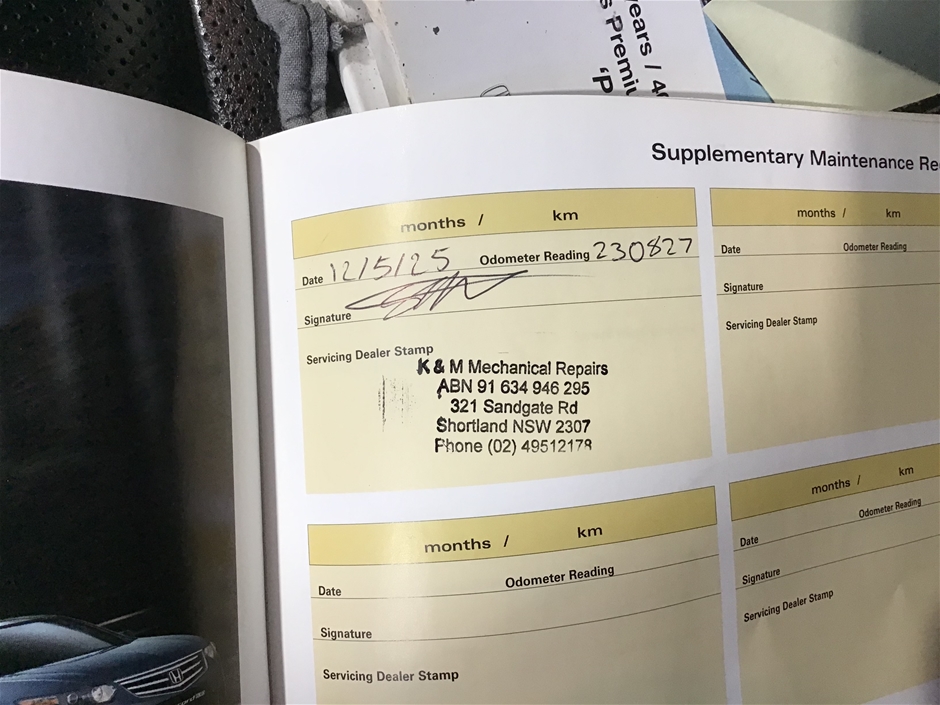 years / 40
s Premiu
'P
Supplementary Maintenance Re
months / km
Date 12/5/25 Odometer Reading 230827
Signature
Servicing Dealer Stamp
K & M Mechanical Repairs
ABN 91 634 946 295
321 Sandgate Rd
Shortland NSW 2307
Phone (02) 49512178
months / km
Date Odometer Reading
Signature
Servicing Dealer Stamp
months / km
Date Odometer Reading
Signature
Servicing Dealer Stamp
months / km
Date Odometer Reading
Signature
Servicing Dealer Stamp